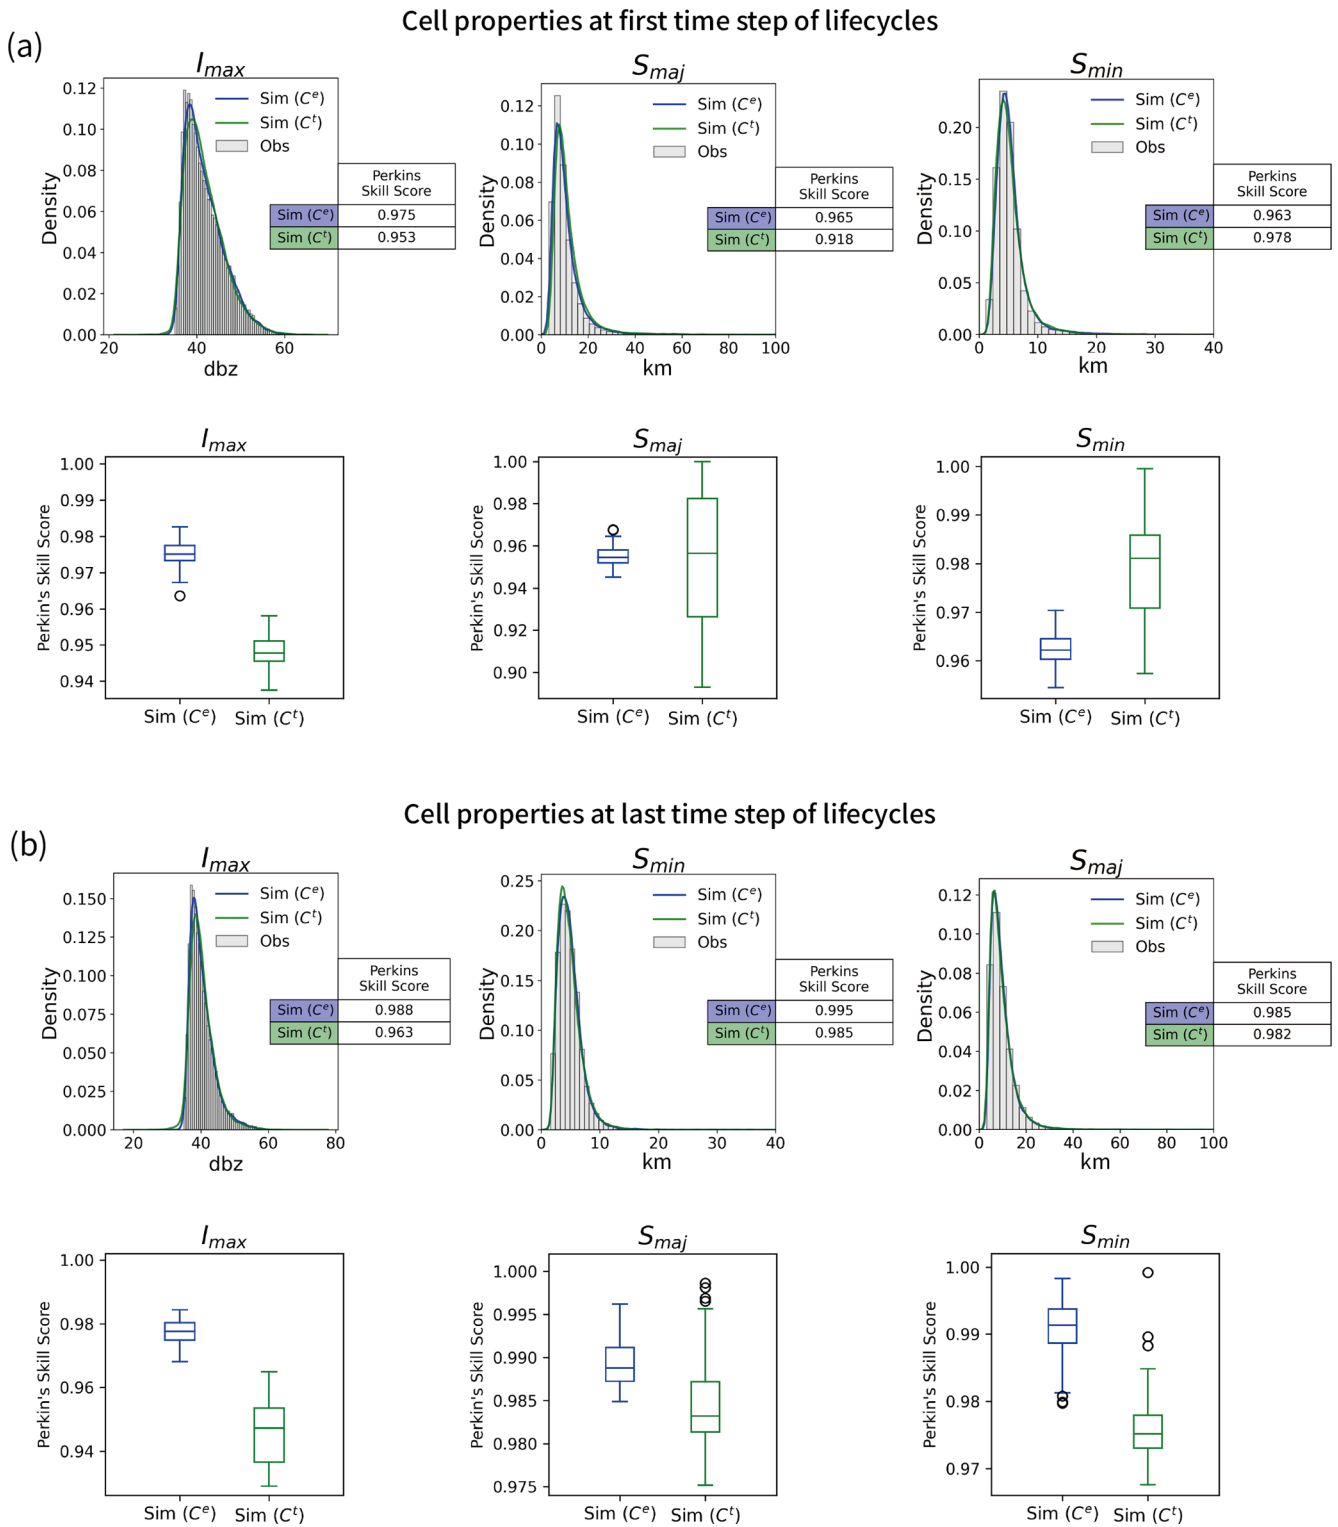 Cell properties at first time step of lifecycles
(a)
I_max
0.12
0.10
0.08
0.06
0.04
0.02
0.00
Density
20 40 60
dbz
Sim (C^e)
Sim (C^t)
Obs
Perkins
Skill Score
Sim (C^e) 0.975
Sim (C^t) 0.953
S_maj
0.12
0.10
0.08
0.06
0.04
0.02
0.00
Density
0 20 40 60 80 100
km
Sim (C^e)
Sim (C^t)
Obs
Perkins
Skill Score
Sim (C^e) 0.965
Sim (C^t) 0.918
S_min
0.20
0.15
0.10
0.05
0.00
Density
0 10 20 30 40
km
Sim (C^e)
Sim (C^t)
Obs
Perkins
Skill Score
Sim (C^e) 0.963
Sim (C^t) 0.978
I_max
1.00
0.99
0.98
0.97
0.96
0.95
0.94
Perkin's Skill Score
Sim (C^e) Sim (C^t)
S_maj
1.00
0.98
0.96
0.94
0.92
0.90
Perkin's Skill Score
Sim (C^e) Sim (C^t)
S_min
1.00
0.99
0.98
0.97
0.96
Perkin's Skill Score
Sim (C^e) Sim (C^t)
Cell properties at last time step of lifecycles
(b)
I_max
0.150
0.125
0.100
0.075
0.050
0.025
0.000
Density
20 40 60 80
dbz
Sim (C^e)
Sim (C^t)
Obs
Perkins
Skill Score
Sim (C^e) 0.988
Sim (C^t) 0.963
S_min
0.25
0.20
0.15
0.10
0.05
0.00
Density
0 10 20 30 40
km
Sim (C^e)
Sim (C^t)
Obs
Perkins
Skill Score
Sim (C^e) 0.995
Sim (C^t) 0.985
S_maj
0.12
0.10
0.08
0.06
0.04
0.02
0.00
Density
0 20 40 60 80 100
km
Sim (C^e)
Sim (C^t)
Obs
Perkins
Skill Score
Sim (C^e) 0.985
Sim (C^t) 0.982
I_max
1.00
0.98
0.96
0.94
Perkin's Skill Score
Sim (C^e) Sim (C^t)
S_maj
1.000
0.995
0.990
0.985
0.980
0.975
Perkin's Skill Score
Sim (C^e) Sim (C^t)
S_min
1.00
0.99
0.98
0.97
Perkin's Skill Score
Sim (C^e) Sim (C^t)